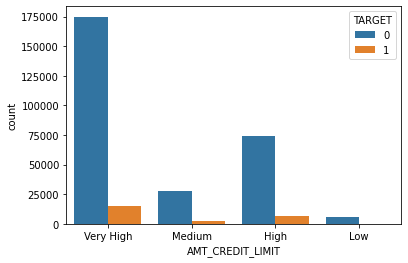 175000
150000
125000
100000
75000
50000
25000
0
count
Very High Medium High Low
AMT_CREDIT_LIMIT
TARGET
0
1